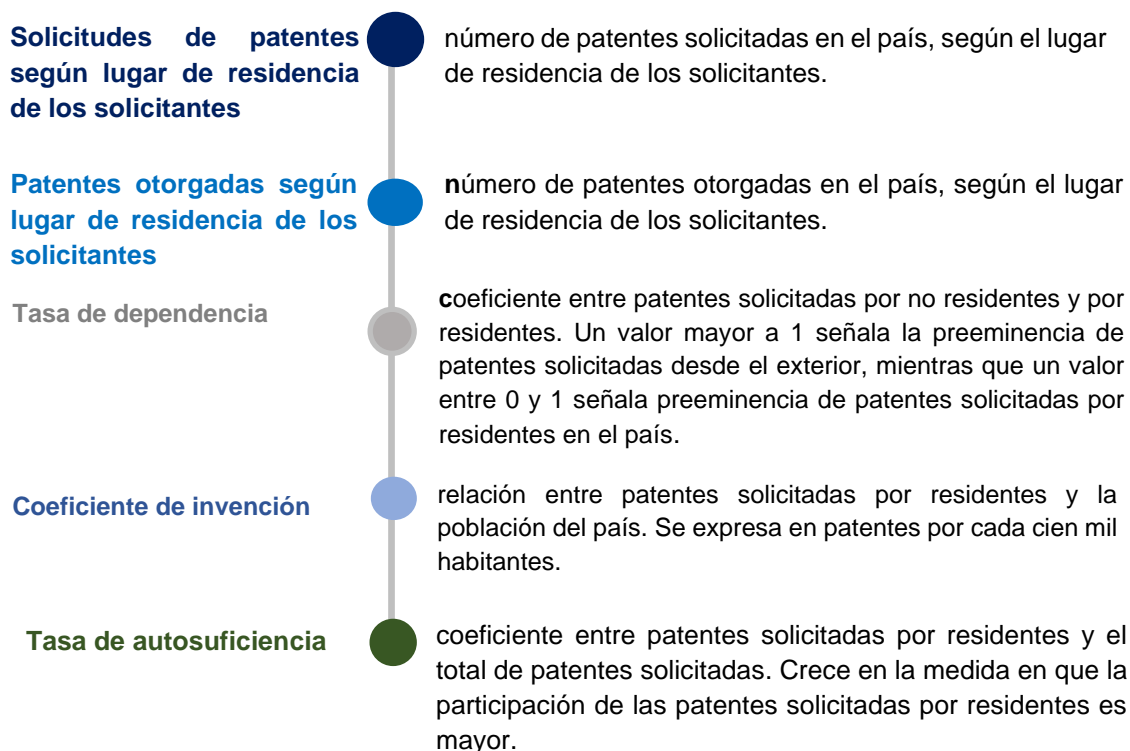 Solicitudes de patentes
según lugar de residencia
de los solicitantes
número de patentes solicitadas en el país, según el lugar
de residencia de los solicitantes.
Patentes otorgadas según
lugar de residencia de los
solicitantes
número de patentes otorgadas en el país, según el lugar
de residencia de los solicitantes.
Tasa de dependencia
coeficiente entre patentes solicitadas por no residentes y por
residentes. Un valor mayor a 1 señala la preeminencia de
patentes solicitadas desde el exterior, mientras que un valor
entre 0 y 1 señala preeminencia de patentes solicitadas por
residentes en el país.
Coeficiente de invención
relación entre patentes solicitadas por residentes y la
población del país. Se expresa en patentes por cada cien mil
habitantes.
Tasa de autosuficiencia
coeficiente entre patentes solicitadas por residentes y el
total de patentes solicitadas. Crece en la medida en que la
participación de las patentes solicitadas por residentes es
mayor.